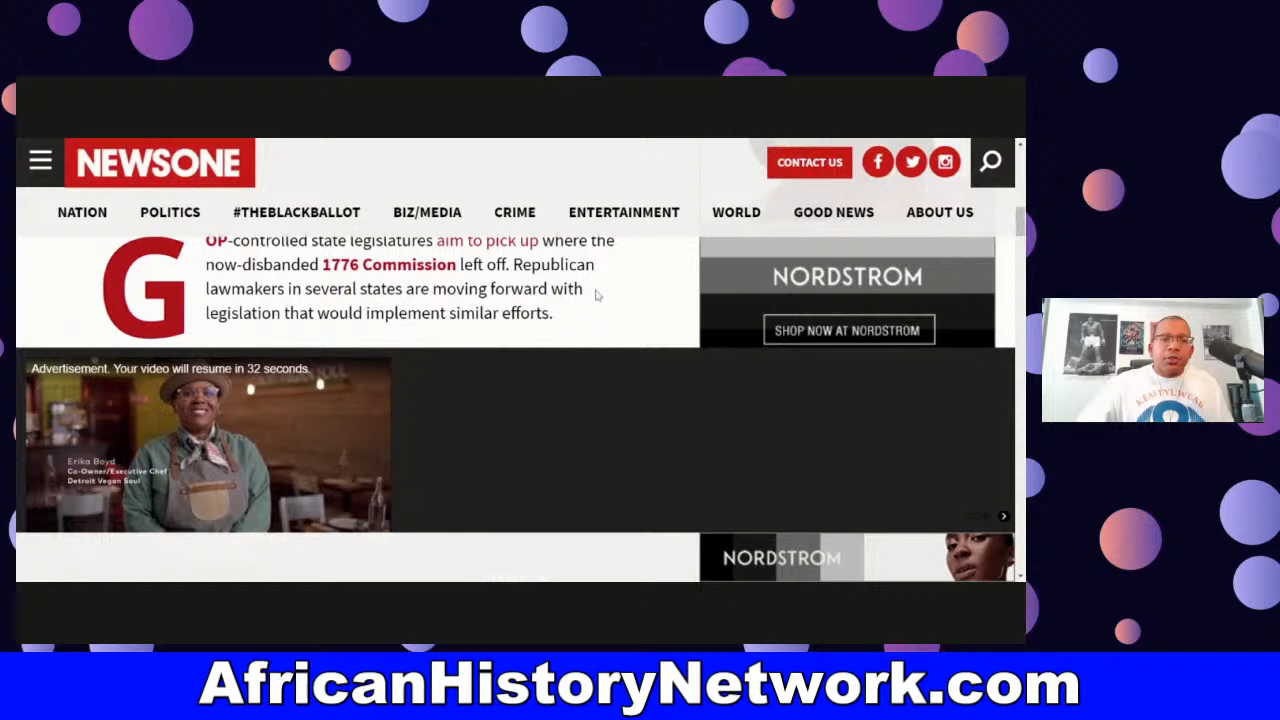 NEWSONE
CONTACT US
NATION POLITICS #THEBLACKBALLOT BIZ/MEDIA CRIME ENTERTAINMENT WORLD GOOD NEWS ABOUT US
GOP-controlled state legislatures aim to pick up where the
now-disbanded 1776 Commission left off. Republican
lawmakers in several states are moving forward with
legislation that would implement similar efforts.
NORDSTROM
SHOP NOW AT NORDSTROM
Advertisement. Your video will resume in 32 seconds.
Erika Boyd
Co-Owner/Executive Chef
Detroit Vegan Soul
NORDSTROM
KEMETYUWEAR
AfricanHistoryNetwork.com